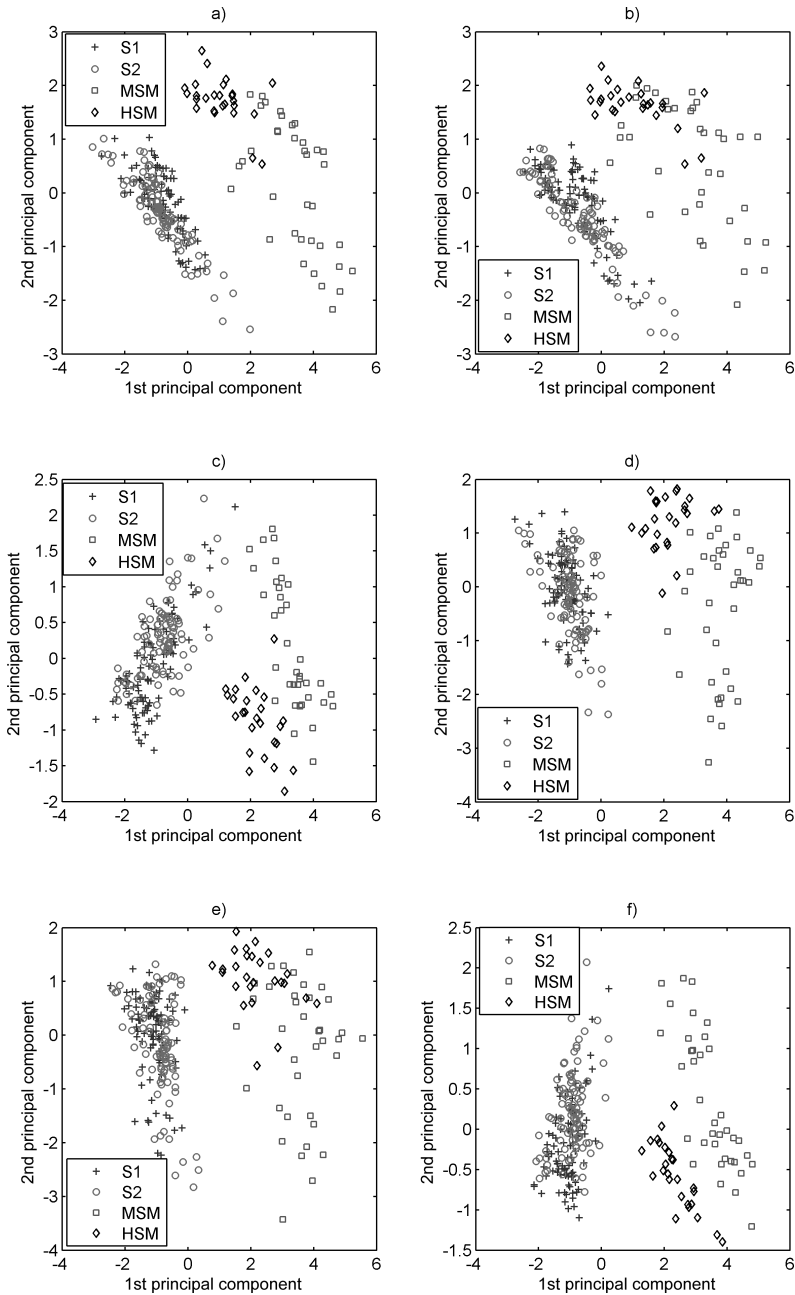 a)
3
2
1
0
-1
-2
-3
-4
-2
0
2
4
6
1st principal component
2nd principal component
S1
S2
MSM
HSM
b)
3
2
1
0
-1
-2
-3
-4
-2
0
2
4
6
1st principal component
2nd principal component
S1
S2
MSM
HSM
c)
2.5
2
1.5
1
0.5
0
-0.5
-1
-1.5
-2
-4
-2
0
2
4
6
1st principal component
2nd principal component
S1
S2
MSM
HSM
d)
2
1
0
-1
-2
-3
-4
-4
-2
0
2
4
6
1st principal component
2nd principal component
S1
S2
MSM
HSM
e)
2
1
0
-1
-2
-3
-4
-4
-2
0
2
4
6
1st principal component
2nd principal component
S1
S2
MSM
HSM
f)
2.5
2
1.5
1
0.5
0
-0.5
-1
-1.5
-4
-2
0
2
4
6
1st principal component
2nd principal component
S1
S2
MSM
HSM